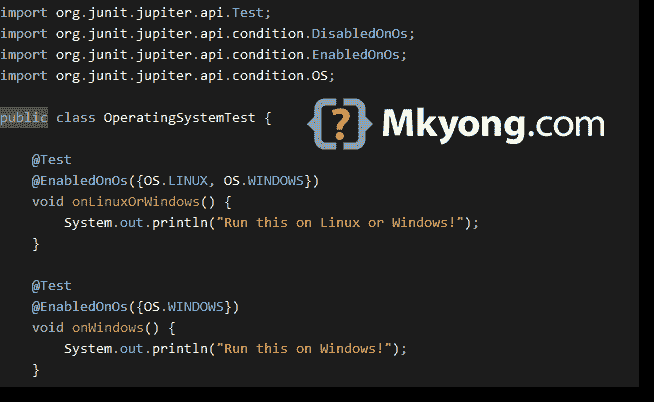 import org.junit.jupiter.api.Test;
import org.junit.jupiter.api.condition.DisabledOnOs;
import org.junit.jupiter.api.condition.EnabledOnOs;
import org.junit.jupiter.api.condition.OS;
public class OperatingSystemTest {
{?} Mkyong.com
@Test
@EnabledOnOs({OS.LINUX, OS.WINDOWS})
void onLinuxOrWindows() {
System.out.println("Run this on Linux or Windows!");
}
@Test
@EnabledOnOs({OS.WINDOWS})
void onWindows() {
System.out.println("Run this on Windows!");
}